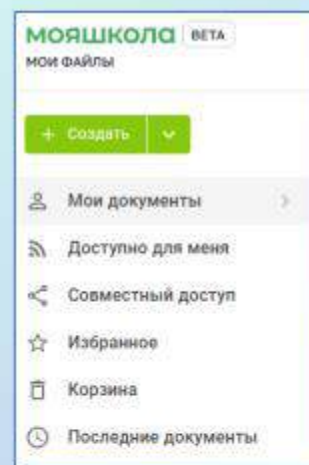 мояшкола BETA
МОИ ФАЙЛЫ
+ Создать
Мои документы
Доступно для меня
Совместный доступ
Избранное
Корзина
Последние документы